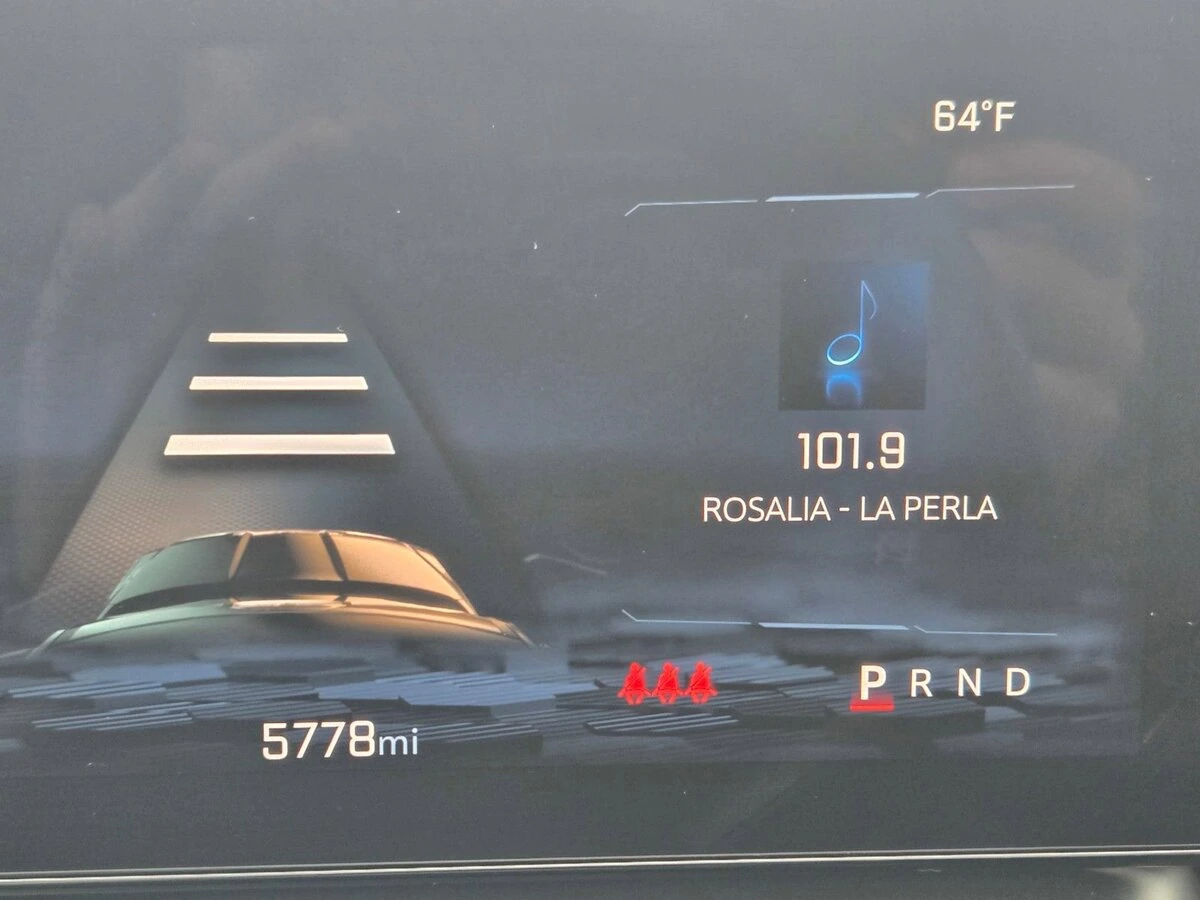 64°F
101.9
ROSALIA - LA PERLA
P R N D
5778mi